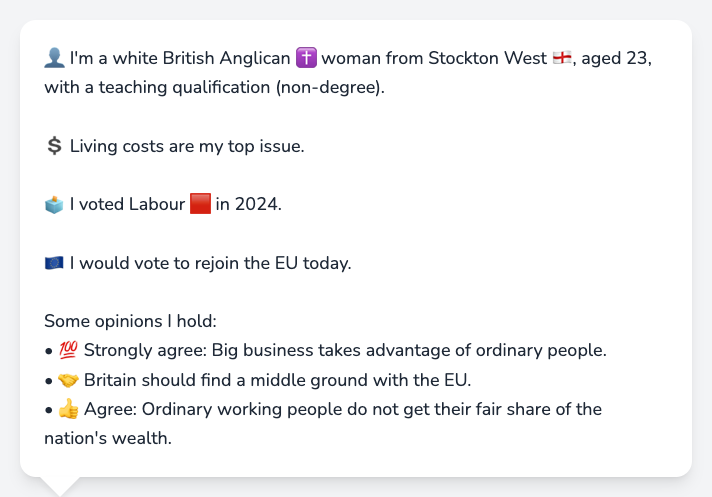 👤 I'm a white British Anglican ✝️ woman from Stockton West 🏴󠁧󠁢󠁥󠁮󠁧󠁿, aged 23,
with a teaching qualification (non-degree).
💲 Living costs are my top issue.
🗳️ I voted Labour 🟥 in 2024.
🇪🇺 I would vote to rejoin the EU today.
Some opinions I hold:
• 💯 Strongly agree: Big business takes advantage of ordinary people.
• 🤝 Britain should find a middle ground with the EU.
• 👍 Agree: Ordinary working people do not get their fair share of the
nation's wealth.